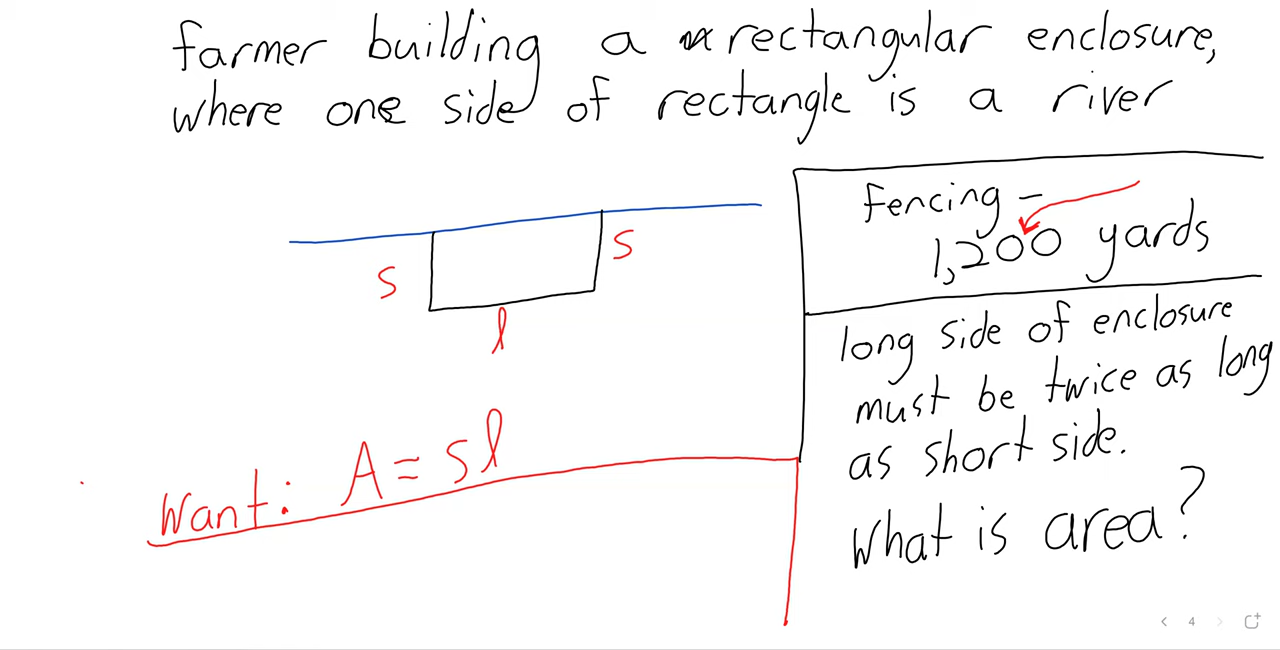 farmer building a rectangular enclosure,
where one side of rectangle is a river
Fencing -
1,200 yards
s
s
l
long side of enclosure
must be twice as long
as short side.
What is area?
Want: A = sl
4